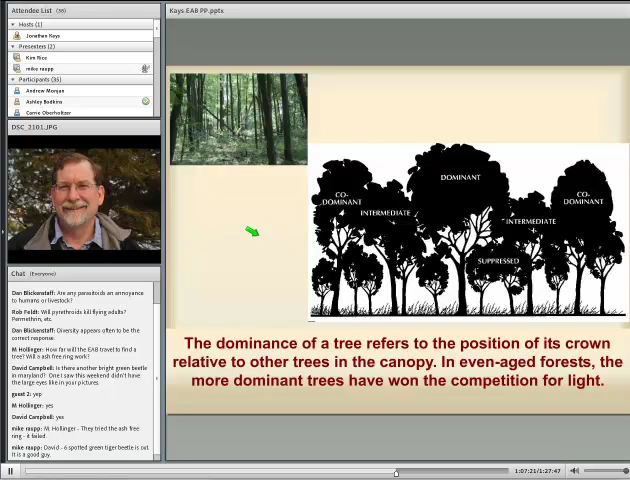 Attendee List (38)
Hosts (1)
Jonathan Kays
Presenters (2)
Kim Rice
mike raupp
Participants (35)
Andrew Monjan
Ashley Bodkins
Carrie Oberholtzer
DSC_2101.JPG
Chat (Everyone)
Dan Blickenstaff: Are any parasitoids an annoyance
to humans or livestock?
Rob Feldt: Will pyrethroids kill flying adults?
Permethrin, etc.
Dan Blickenstaff: Diversity appears often to be the
correct response.
M Hollinger: How far will the EAB travel to find a
tree? Will a ash free ring work?
David Campbell: Is there another bright green beetle
in maryland? One I saw this weekend didn't have
the large eyes like in your pictures.
guest 2: yep
M Hollinger: yes
David Campbell: yes
mike raupp: M. Hollinger - They tried the ash free
ring - it failed.
mike raupp: David - 6 spotted green tiger beetle is out
It is a good guy.
Kays EAB PP.pptx
DOMINANT
CO-
DOMINANT
CO-
DOMINANT
INTERMEDIATE
INTERMEDIATE
SUPPRESSED
The dominance of a tree refers to the position of its crown
relative to other trees in the canopy. In even-aged forests, the
more dominant trees have won the competition for light.
1:07:21/1:27:47